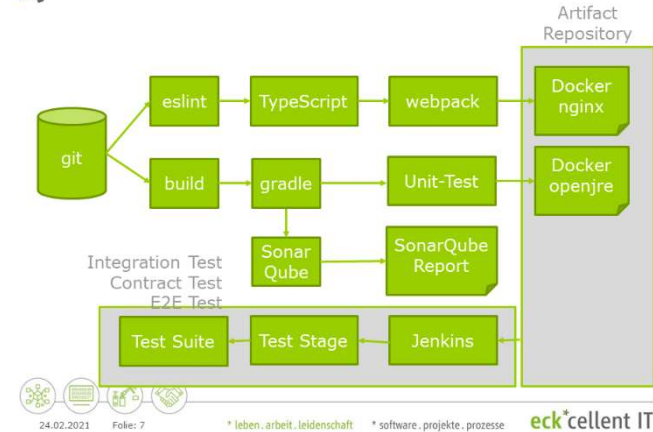 Artifact
Repository
eslint
TypeScript
webpack
Docker
nginx
git
build
gradle
Unit-Test
Docker
openjre
Sonar
Qube
SonarQube
Report
Integration Test
Contract Test
E2E Test
Test Suite
Test Stage
Jenkins
24.02.2021
Folie: 7
* leben.arbeit.leidenschaft
* software.projekte.prozesse
eck*cellent IT